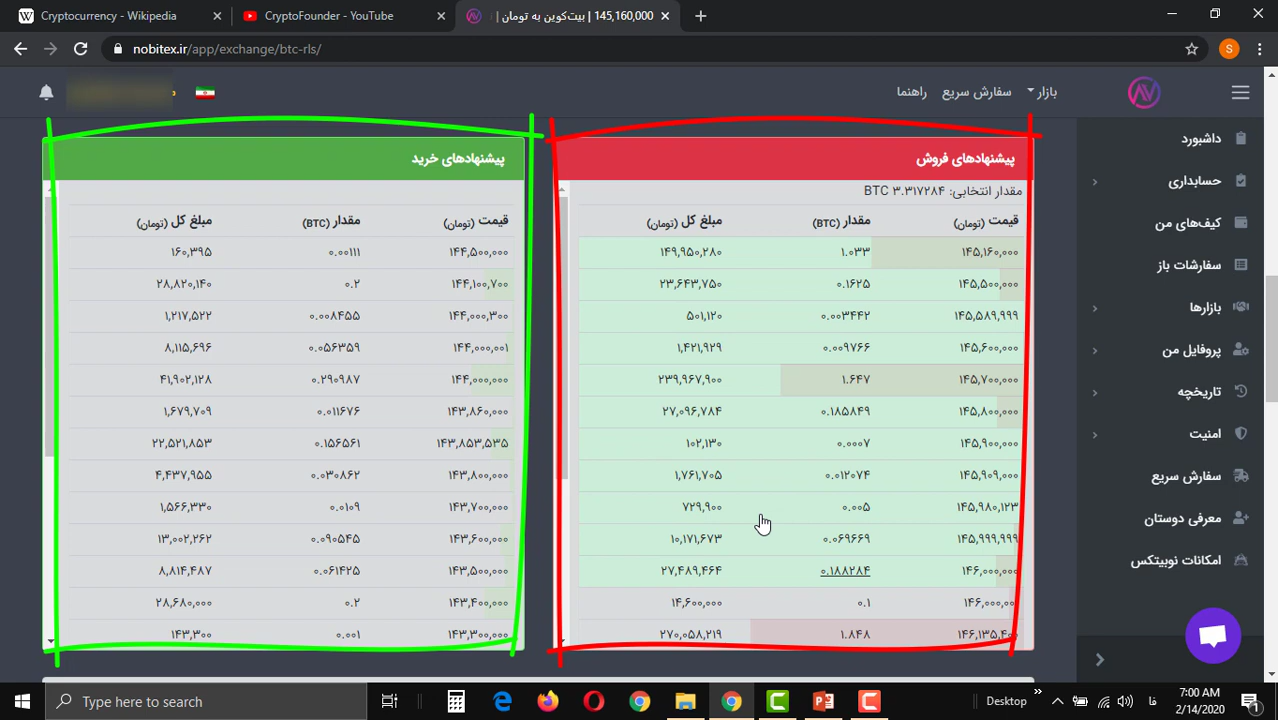 Cryptocurrency - Wikipedia
CryptoFounder - YouTube
145,160,000 | بیت‌کوین به تومان |
nobitex.ir/app/exchange/btc-rls/
S
بازار
سفارش سریع
راهنما
پیشنهادهای فروش
مقدار انتخابی: ۳.۳۱۷۲۸۴ BTC
قیمت (تومان) مقدار (BTC) مبلغ کل (تومان)
۱۴۵,۱۶۰,۰۰۰ ۱.۰۳۳ ۱۴۹,۹۵۰,۲۸۰
۱۴۵,۵۰۰,۰۰۰ ۰.۱۶۲۵ ۲۳,۶۴۳,۷۵۰
۱۴۵,۵۸۹,۹۹۹ ۰.۰۰۳۴۴۲ ۵۰۱,۱۲۰
۱۴۵,۶۰۰,۰۰۰ ۰.۰۰۹۷۶۶ ۱,۴۲۱,۹۲۹
۱۴۵,۷۰۰,۰۰۰ ۱.۶۴۷ ۲۳۹,۹۶۷,۹۰۰
۱۴۵,۸۰۰,۰۰۰ ۰.۱۸۵۸۴۹ ۲۷,۰۹۶,۷۸۴
۱۴۵,۹۰۰,۰۰۰ ۰.۰۰۰۷ ۱۰۲,۱۳۰
۱۴۵,۹۰۹,۰۰۰ ۰.۰۱۲۰۷۴ ۱,۷۶۱,۷۰۵
۱۴۵,۹۸۰,۱۲۳ ۰.۰۰۵ ۷۲۹,۹۰۰
۱۴۵,۹۹۹,۹۹۹ ۰.۰۶۹۶۶۹ ۱۰,۱۷۱,۶۷۳
۱۴۶,۰۰۰,۰۰۰ ۰.۱۸۸۲۸۴ ۲۷,۴۸۹,۴۶۴
۱۴۶,۰۰۰,۰۰۰ ۰.۱ ۱۴,۶۰۰,۰۰۰
۱۴۶,۱۳۵,۴۰۰ ۱.۸۴۸ ۲۷۰,۰۵۸,۲۱۹
پیشنهادهای خرید
قیمت (تومان) مقدار (BTC) مبلغ کل (تومان)
۱۴۴,۵۰۰,۰۰۰ ۰.۰۰۱۱۱ ۱۶۰,۳۹۵
۱۴۴,۱۰۰,۷۰۰ ۰.۲ ۲۸,۸۲۰,۱۴۰
۱۴۴,۰۰۰,۳۰۰ ۰.۰۰۸۴۵۵ ۱,۲۱۷,۵۲۲
۱۴۴,۰۰۰,۰۰۱ ۰.۰۵۶۳۵۹ ۸,۱۱۵,۶۹۶
۱۴۴,۰۰۰,۰۰۰ ۰.۲۹۰۹۸۷ ۴۱,۹۰۲,۱۲۸
۱۴۳,۸۶۰,۰۰۰ ۰.۰۱۱۶۷۶ ۱,۶۷۹,۷۰۹
۱۴۳,۸۵۳,۵۳۵ ۰.۱۵۶۵۶۱ ۲۲,۵۲۱,۸۵۳
۱۴۳,۸۰۰,۰۰۰ ۰.۰۳۰۸۶۲ ۴,۴۳۷,۹۵۵
۱۴۳,۷۰۰,۰۰۰ ۰.۰۱۰۹ ۱,۵۶۶,۳۳۰
۱۴۳,۶۰۰,۰۰۰ ۰.۰۹۰۵۴۵ ۱۳,۰۰۲,۲۶۲
۱۴۳,۵۰۰,۰۰۰ ۰.۰۶۱۴۲۵ ۸,۸۱۴,۴۸۷
۱۴۳,۴۰۰,۰۰۰ ۰.۲ ۲۸,۶۸۰,۰۰۰
۱۴۳,۳۰۰,۰۰۰ ۰.۰۰۱ ۱۴۳,۳۰۰
داشبورد
حسابداری
کیف‌های من
سفارشات باز
بازارها
پروفایل من
تاریخچه
امنیت
سفارش سریع
معرفی دوستان
امکانات نوبیتکس
Type here to search
Desktop
فا
7:00 AM
2/14/2020
1